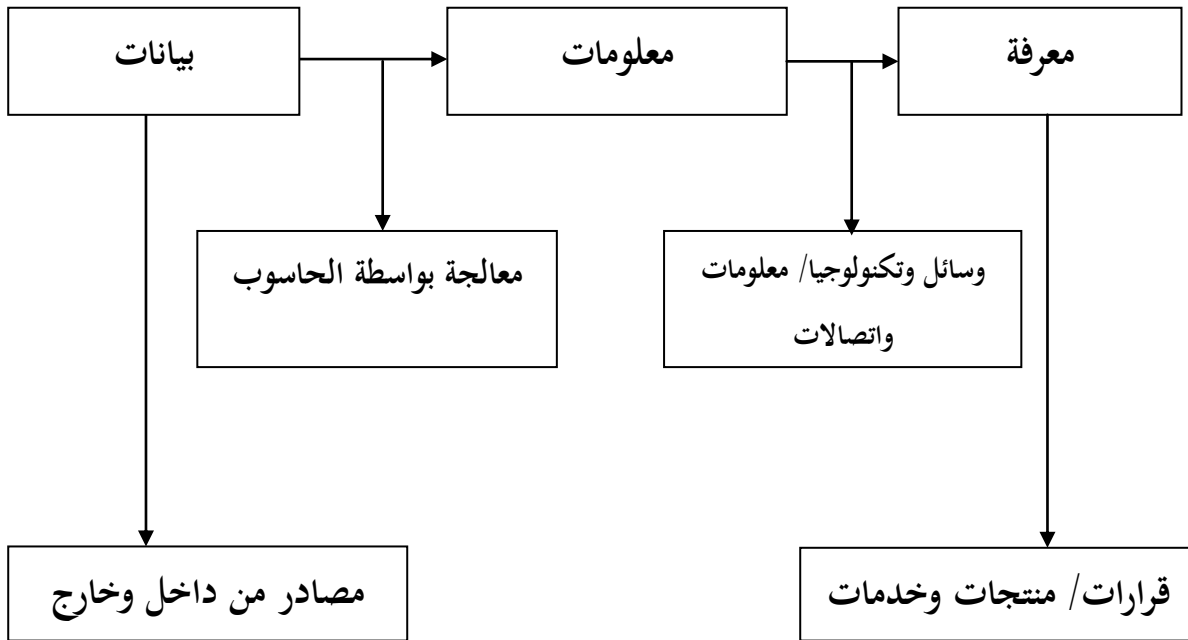 بيانات
معلومات
معرفة
معالجة بواسطة الحاسوب
وسائل وتكنولوجيا/ معلومات
واتصالات
مصادر من داخل وخارج
قرارات/ منتجات وخدمات